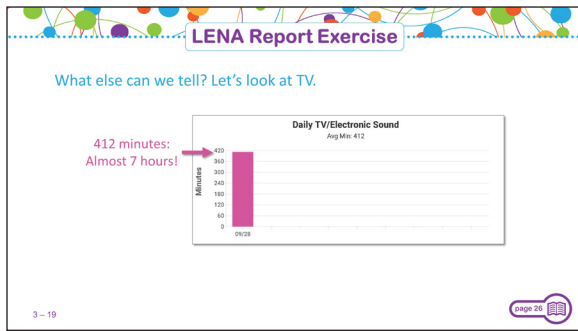 LENA Report Exercise
What else can we tell? Let's look at TV.
412 minutes:
Almost 7 hours!
Daily TV/Electronic Sound
Avg Min: 412
Minutes
420
360
300
240
180
120
60
0
09/28
3 – 19
page 26